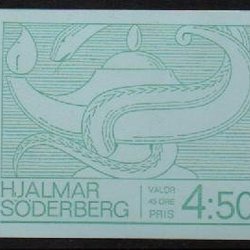 HJALMAR
SÖDERBERG
VALÖR
45 ÖRE
PRIS
4:50